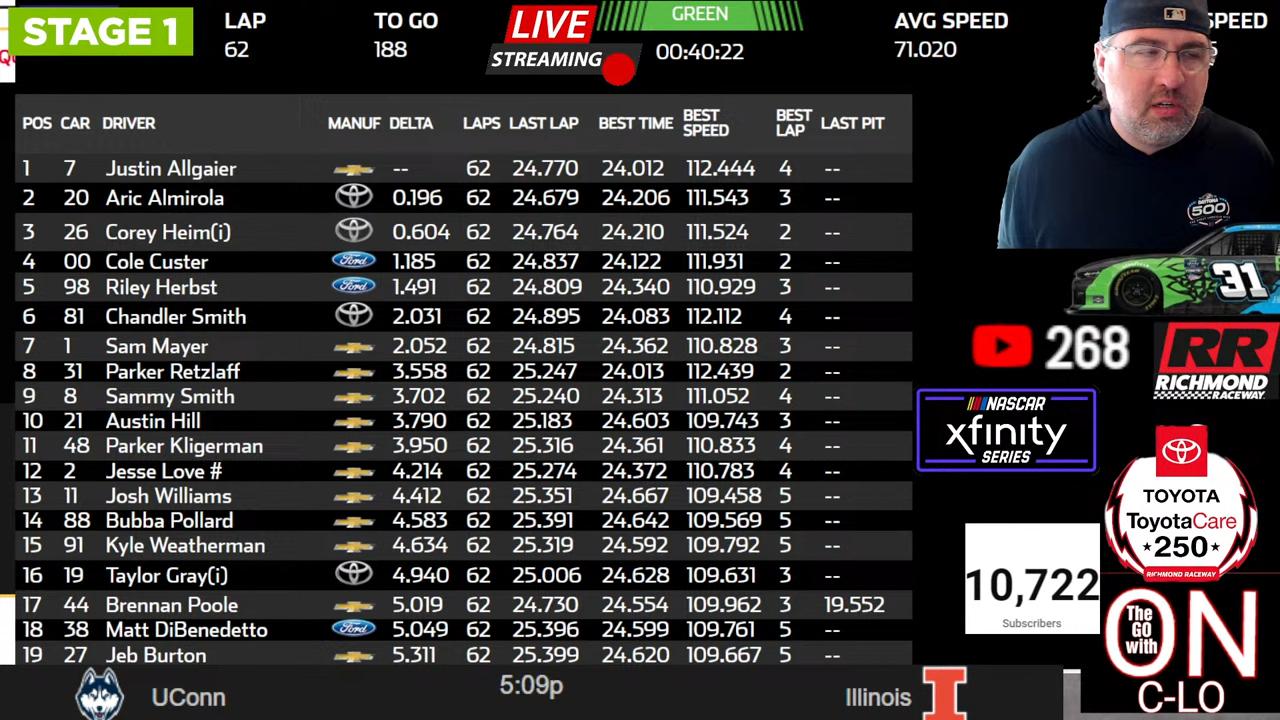 STAGE 1
LAP
62
TO GO
188
LIVE
STREAMING
GREEN
00:40:22
AVG SPEED
71.020
SPEED
POS CAR DRIVER MANUF DELTA LAPS LAST LAP BEST TIME BEST SPEED BEST LAP LAST PIT
1 7 Justin Allgaier -- 62 24.770 24.012 112.444 4 --
2 20 Aric Almirola 0.196 62 24.679 24.206 111.543 3 --
3 26 Corey Heim(i) 0.604 62 24.764 24.210 111.524 2 --
4 00 Cole Custer Ford 1.185 62 24.837 24.122 111.931 2 --
5 98 Riley Herbst Ford 1.491 62 24.809 24.340 110.929 3 --
6 81 Chandler Smith 2.031 62 24.895 24.083 112.112 4 --
7 1 Sam Mayer 2.052 62 24.815 24.362 110.828 3 --
8 31 Parker Retzlaff 3.558 62 25.247 24.013 112.439 2 --
9 8 Sammy Smith 3.702 62 25.240 24.313 111.052 4 --
10 21 Austin Hill 3.790 62 25.183 24.603 109.743 3 --
11 48 Parker Kligerman 3.950 62 25.316 24.361 110.833 4 --
12 2 Jesse Love # 4.214 62 25.274 24.372 110.783 4 --
13 11 Josh Williams 4.412 62 25.351 24.667 109.458 5 --
14 88 Bubba Pollard 4.583 62 25.391 24.642 109.569 5 --
15 91 Kyle Weatherman 4.634 62 25.319 24.592 109.792 5 --
16 19 Taylor Gray(i) 4.940 62 25.006 24.628 109.631 3 --
17 44 Brennan Poole 5.019 62 24.730 24.554 109.962 3 19.552
18 38 Matt DiBenedetto Ford 5.049 62 25.396 24.599 109.761 5 --
19 27 Jeb Burton 5.311 62 25.399 24.620 109.667 5 --
DAYTONA
500
31
268
RR
RICHMOND
RACEWAY
NASCAR
xfinity
SERIES
TOYOTA
ToyotaCare
250
RICHMOND RACEWAY
10,722
Subscribers
The
GO
with
ON
C-LO
UConn
5:09p
Illinois
I